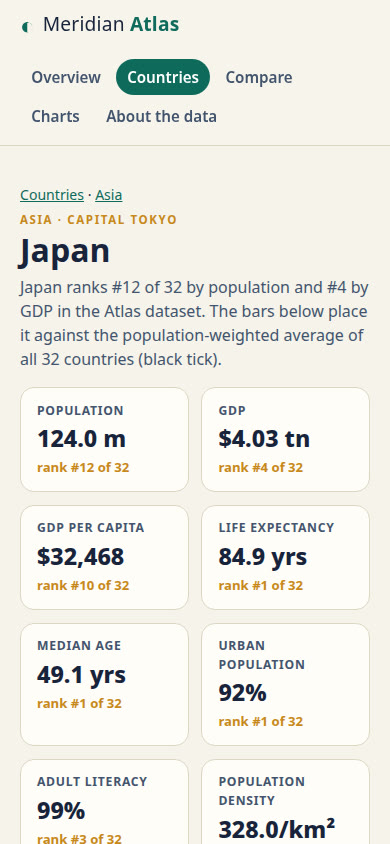 Meridian Atlas
Overview Countries Compare
Charts About the data
Countries · Asia
ASIA · CAPITAL TOKYO
Japan
Japan ranks #12 of 32 by population and #4 by
GDP in the Atlas dataset. The bars below place
it against the population-weighted average of
all 32 countries (black tick).
POPULATION
124.0 m
rank #12 of 32
GDP
$4.03 tn
rank #4 of 32
GDP PER CAPITA
$32,468
rank #10 of 32
LIFE EXPECTANCY
84.9 yrs
rank #1 of 32
MEDIAN AGE
49.1 yrs
rank #1 of 32
URBAN
POPULATION
92%
rank #1 of 32
ADULT LITERACY
99%
rank #3 of 32
POPULATION
DENSITY
328.0/km²